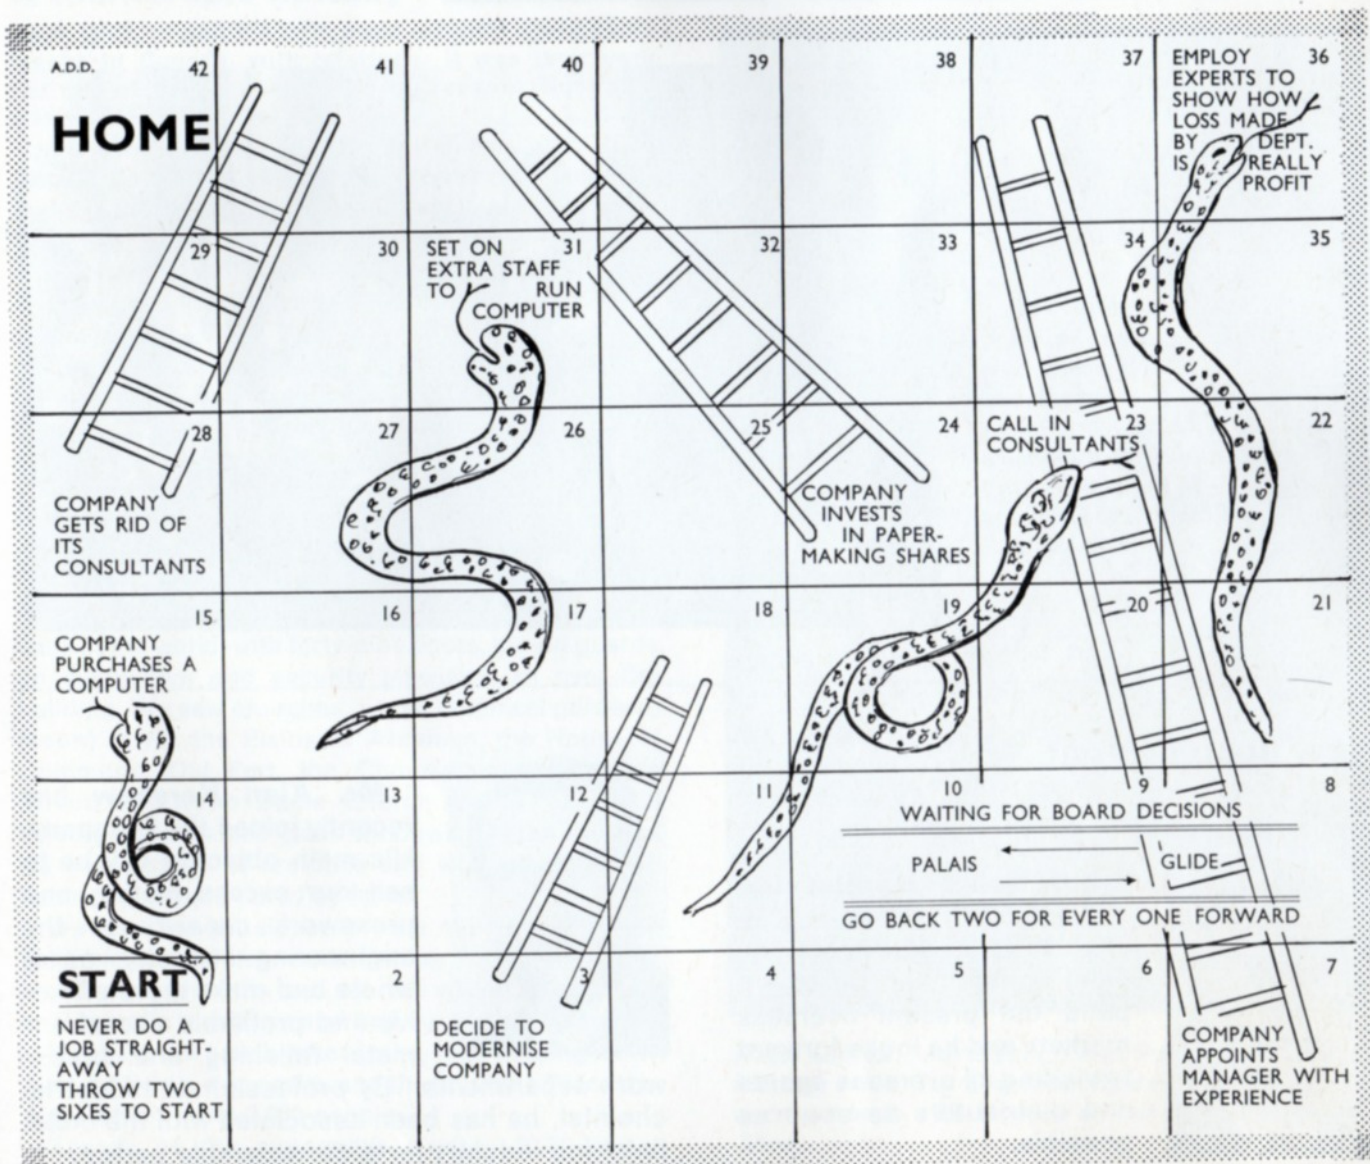 A.D.D.
42
41
40
39
38
37
36
HOME
EMPLOY
EXPERTS TO
SHOW HOW
LOSS MADE
BY DEPT.
IS REALLY
PROFIT
29
30
31
32
33
34
35
SET ON
EXTRA STAFF
TO RUN
COMPUTER
28
27
26
25
24
23
22
COMPANY
GETS RID OF
ITS
CONSULTANTS
COMPANY
INVESTS
IN PAPER-
MAKING SHARES
CALL IN
CONSULTANTS
15
16
17
18
19
20
21
COMPANY
PURCHASES A
COMPUTER
14
13
12
11
10
9
8
WAITING FOR BOARD DECISIONS
PALAIS GLIDE
GO BACK TWO FOR EVERY ONE FORWARD
START
2
3
4
5
6
7
NEVER DO A
JOB STRAIGHT-
AWAY
THROW TWO
SIXES TO START
DECIDE TO
MODERNISE
COMPANY
COMPANY
APPOINTS
MANAGER WITH
EXPERIENCE